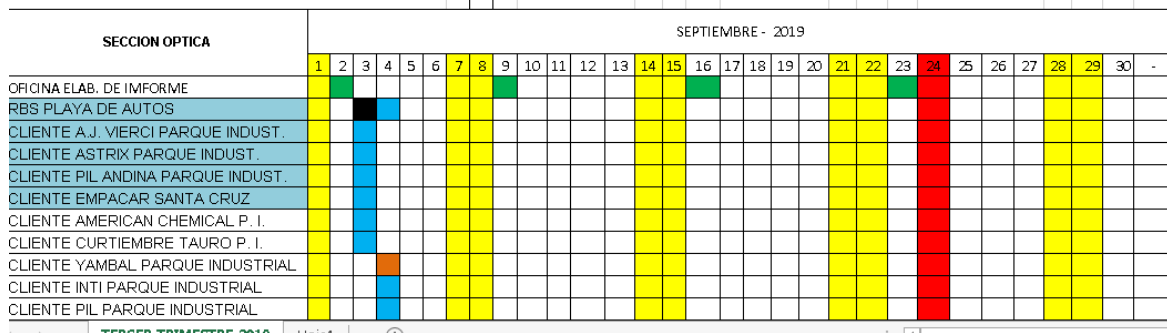 SECCION OPTICA
SEPTIEMBRE - 2019
1 2 3 4 5 6 7 8 9 10 11 12 13 14 15 16 17 18 19 20 21 22 23 24 25 26 27 28 29 30 -
OFICINA ELAB. DE IMFORME
RBS PLAYA DE AUTOS
CLIENTE A.J. VIERCI PARQUE INDUST.
CLIENTE ASTRIX PARQUE INDUST.
CLIENTE PIL ANDINA PARQUE INDUST.
CLIENTE EMPACAR SANTA CRUZ
CLIENTE AMERICAN CHEMICAL P. I.
CLIENTE CURTIEMBRE TAURO P. I.
CLIENTE YAMBAL PARQUE INDUSTRIAL
CLIENTE INTI PARQUE INDUSTRIAL
CLIENTE PIL PARQUE INDUSTRIAL
TERCER TRIMESTRE 2019